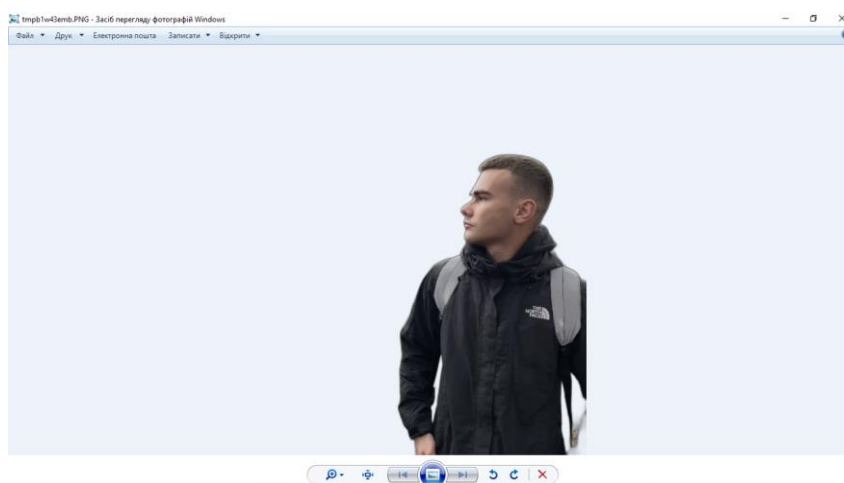 tmpb1w43emb.PNG - Засіб перегляду фотографій Windows
Файл Друк Електронна пошта Записати Відкрити
THE
NORTH
FACE